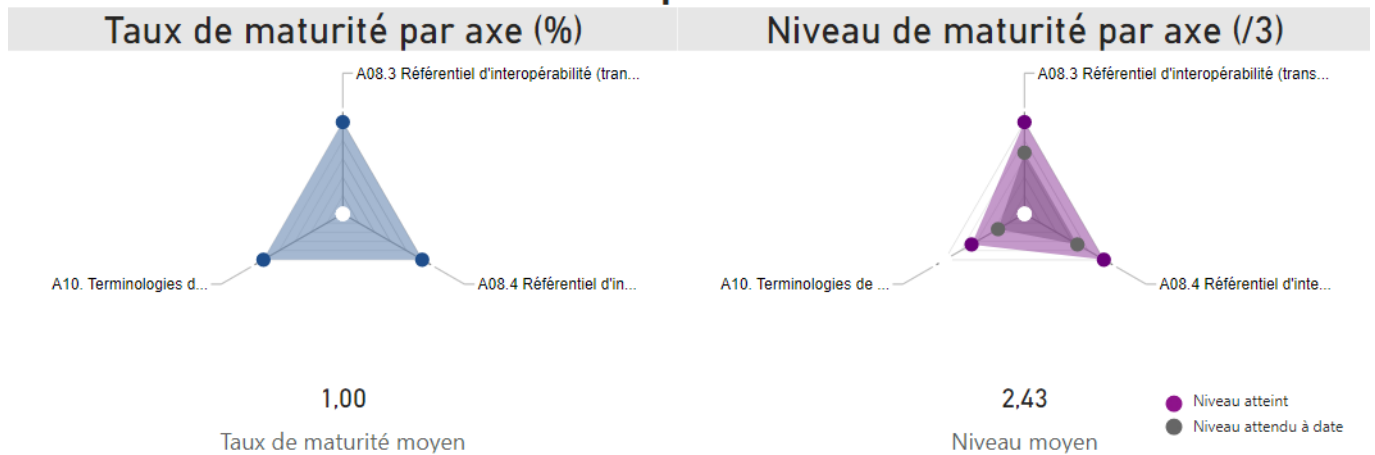 Taux de maturité par axe (%)
Niveau de maturité par axe (/3)
A08.3 Référentiel d'interopérabilité (tran...
A08.3 Référentiel d'interopérabilité (trans...
A10. Terminologies d...
A08.4 Référentiel d'in...
A10. Terminologies de ...
A08.4 Référentiel d'inte...
1,00
Taux de maturité moyen
2,43
Niveau moyen
Niveau atteint
Niveau attendu à date